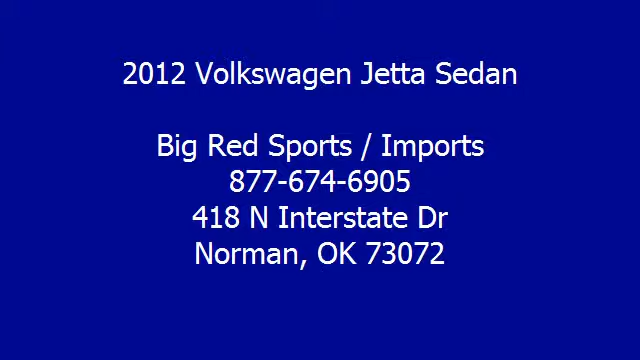 2012 Volkswagen Jetta Sedan
Big Red Sports / Imports
877-674-6905
418 N Interstate Dr
Norman, OK 73072